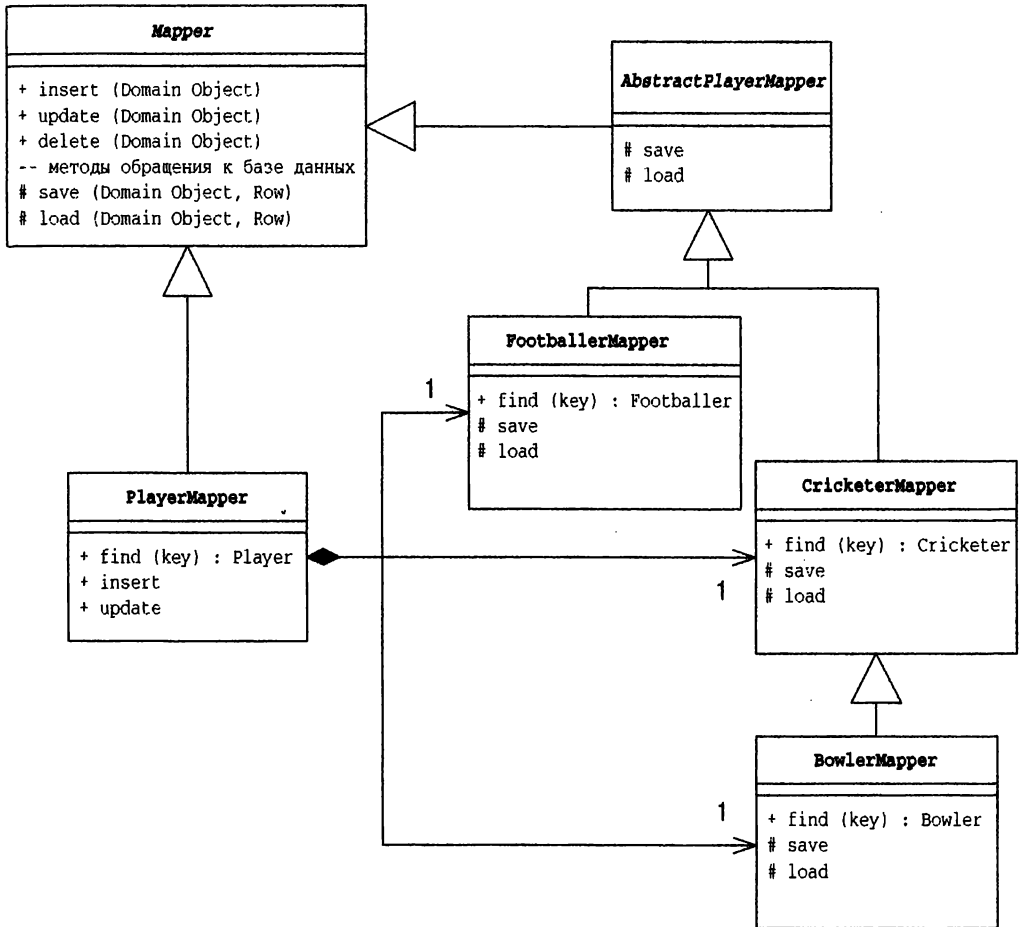 Mapper
+ insert (Domain Object)
+ update (Domain Object)
+ delete (Domain Object)
-- методы обращения к базе данных
# save (Domain Object, Row)
# load (Domain Object, Row)
AbstractPlayerMapper
# save
# load
FootballerMapper
+ find (key) : Footballer
# save
# load
1
PlayerMapper
+ find (key) : Player
+ insert
+ update
CricketerMapper
+ find (key) : Cricketer
# save
# load
1
BowlerMapper
+ find (key) : Bowler
# save
# load
1